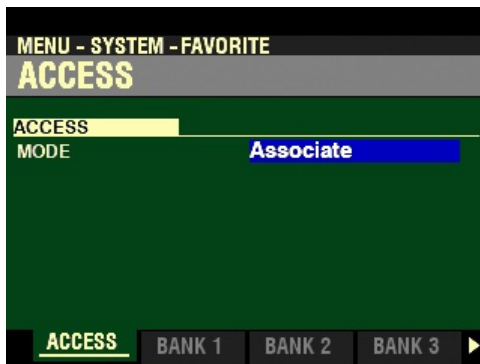 MENU - SYSTEM - FAVORITE
ACCESS
ACCESS
MODE Associate
ACCESS BANK 1 BANK 2 BANK 3